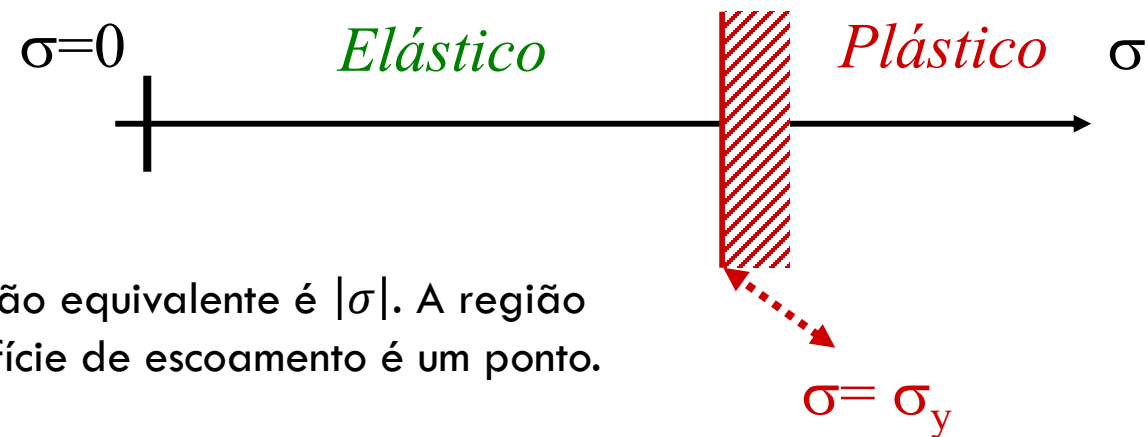 σ=0 Elástico Plástico σ
ão equivalente é |σ|. A região
fície de escoamento é um ponto.
σ= σy